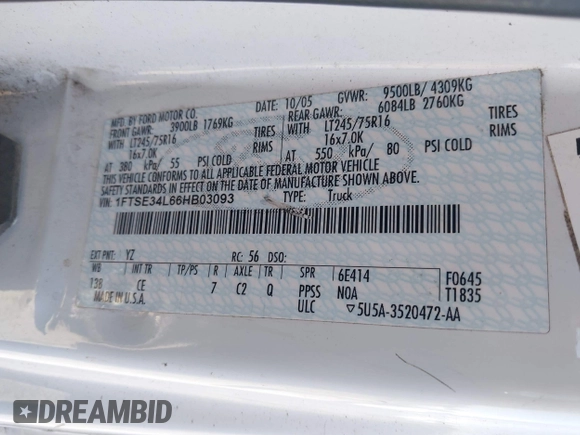 MFD. BY FORD MOTOR CO. DATE: 10/05 GVWR: 9500LB/ 4309KG
FRONT GAWR: 3900LB 1769KG REAR GAWR: 6084LB 2760KG
WITH LT245/75R16 TIRES WITH LT245/75R16 TIRES
16x7.0K RIMS 16x7.0K RIMS
AT 380 kPa/ 55 PSI COLD AT 550 kPa/ 80 PSI COLD
THIS VEHICLE CONFORMS TO ALL APPLICABLE FEDERAL MOTOR VEHICLE
SAFETY STANDARDS IN EFFECT ON THE DATE OF MANUFACTURE SHOWN ABOVE.
VIN: 1FTSE34L66HB03093 TYPE: Truck
EXT PNT: YZ RC: 56 DSO:
WB INT TR TP/PS R AXLE TR SPR 6E414 F0645
138 CE 7 C2 Q PPSS N0A T1835
MADE IN U.S.A. ULC ▽5U5A-3520472-AA
DREAMBID